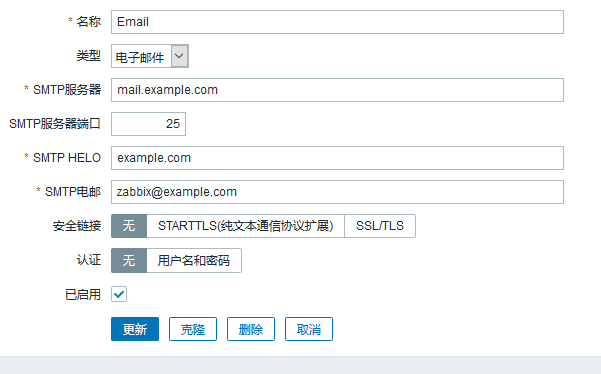 * 名称 Email
类型 电子邮件
* SMTP服务器 mail.example.com
SMTP服务器端口 25
* SMTP HELO example.com
* SMTP电邮 zabbix@example.com
安全链接 无 STARTTLS(纯文本通信协议扩展) SSL/TLS
认证 无 用户名和密码
已启用
更新 克隆 删除 取消